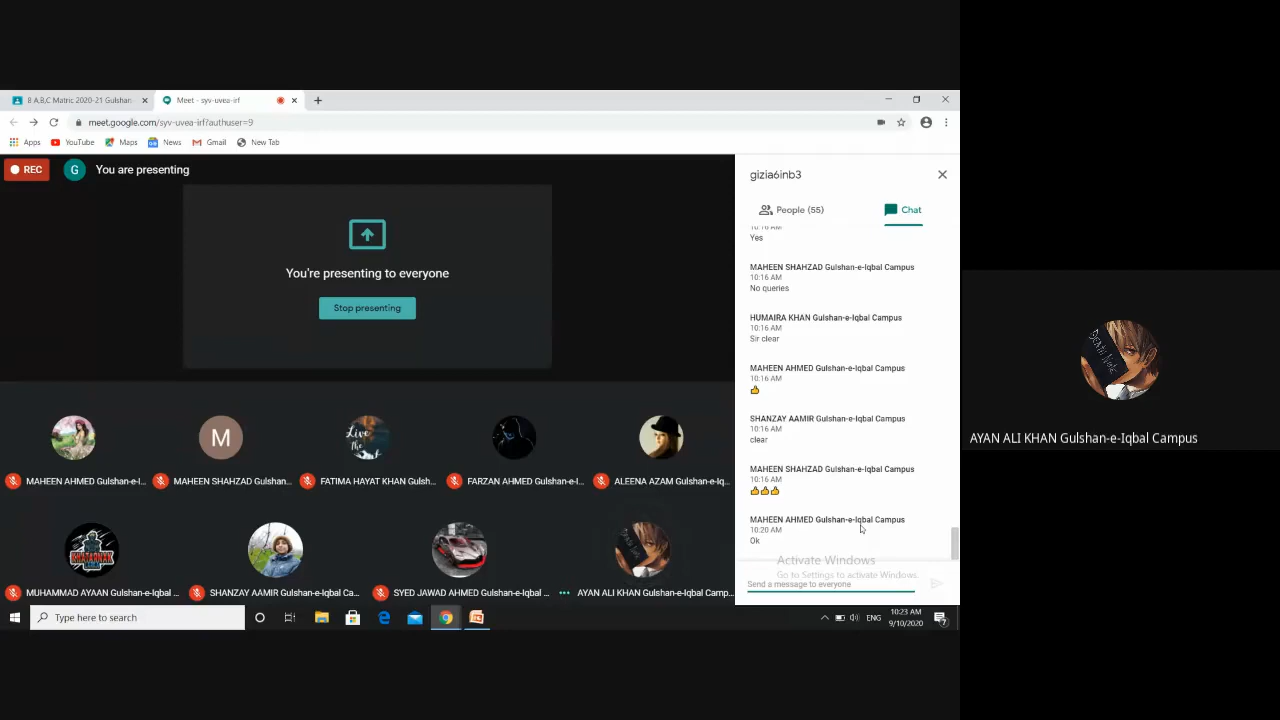 8 A,B,C Matric 2020-21 Gulshan
Meet - syv-uvea-irf
meet.google.com/syv-uvea-irf?authuser=9
Apps
YouTube
Maps
News
Gmail
New Tab
REC
G
You are presenting
You're presenting to everyone
Stop presenting
gizia6inb3
People (55)
Chat
10:16 AM
Yes
MAHEEN SHAHZAD Gulshan-e-Iqbal Campus
10:16 AM
No queries
HUMAIRA KHAN Gulshan-e-Iqbal Campus
10:16 AM
Sir clear
MAHEEN AHMED Gulshan-e-Iqbal Campus
10:16 AM
👍
SHANZAY AAMIR Gulshan-e-Iqbal Campus
10:16 AM
clear
MAHEEN SHAHZAD Gulshan-e-Iqbal Campus
10:16 AM
👍👍👍
MAHEEN AHMED Gulshan-e-Iqbal Campus
10:20 AM
Ok
Activate Windows
Go to Settings to activate Windows.
Send a message to everyone
M
Live
MAHEEN AHMED Gulshan-e-I...
MAHEEN SHAHZAD Gulshan...
FATIMA HAYAT KHAN Gulsh...
FARZAN AHMED Gulshan-e-I...
ALEENA AZAM Gulshan-e-Iq...
MUHAMMAD AYAAN Gulshan-e-I...
SHANZAY AAMIR Gulshan-e-Iqbal Ca...
SYED JAWAD AHMED Gulshan-e-Iqbal ...
AYAN ALI KHAN Gulshan-e-Iqbal Camp...
DEATH NOTE
AYAN ALI KHAN Gulshan-e-Iqbal Campus
Type here to search
ENG
10:23 AM
9/10/2020